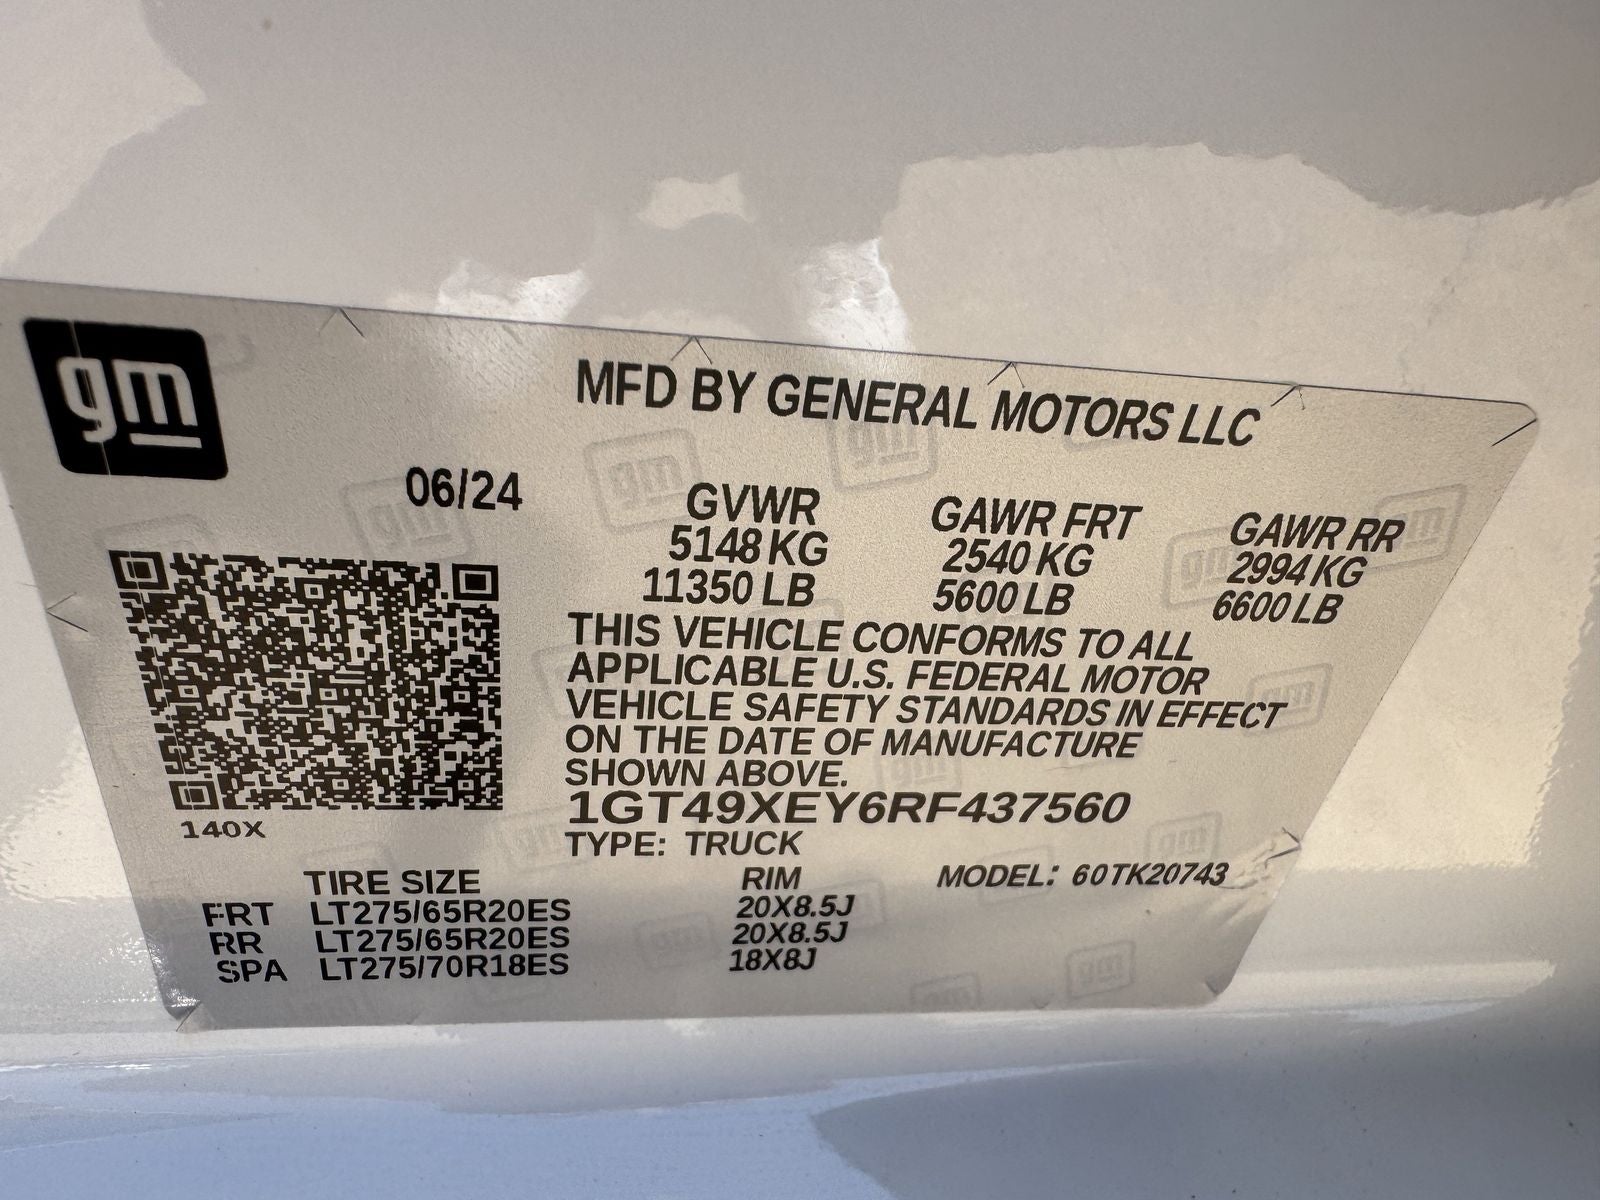 gm
MFD BY GENERAL MOTORS LLC
06/24
GVWR GAWR FRT GAWR RR
5148 KG 2540 KG 2994 KG
11350 LB 5600 LB 6600 LB
THIS VEHICLE CONFORMS TO ALL
APPLICABLE U.S. FEDERAL MOTOR
VEHICLE SAFETY STANDARDS IN EFFECT
ON THE DATE OF MANUFACTURE
SHOWN ABOVE.
1GT49XEY6RF437560
140X
TYPE: TRUCK
TIRE SIZE RIM MODEL: 60TK20743
FRT LT275/65R20ES 20X8.5J
RR LT275/65R20ES 20X8.5J
SPA LT275/70R18ES 18X8J